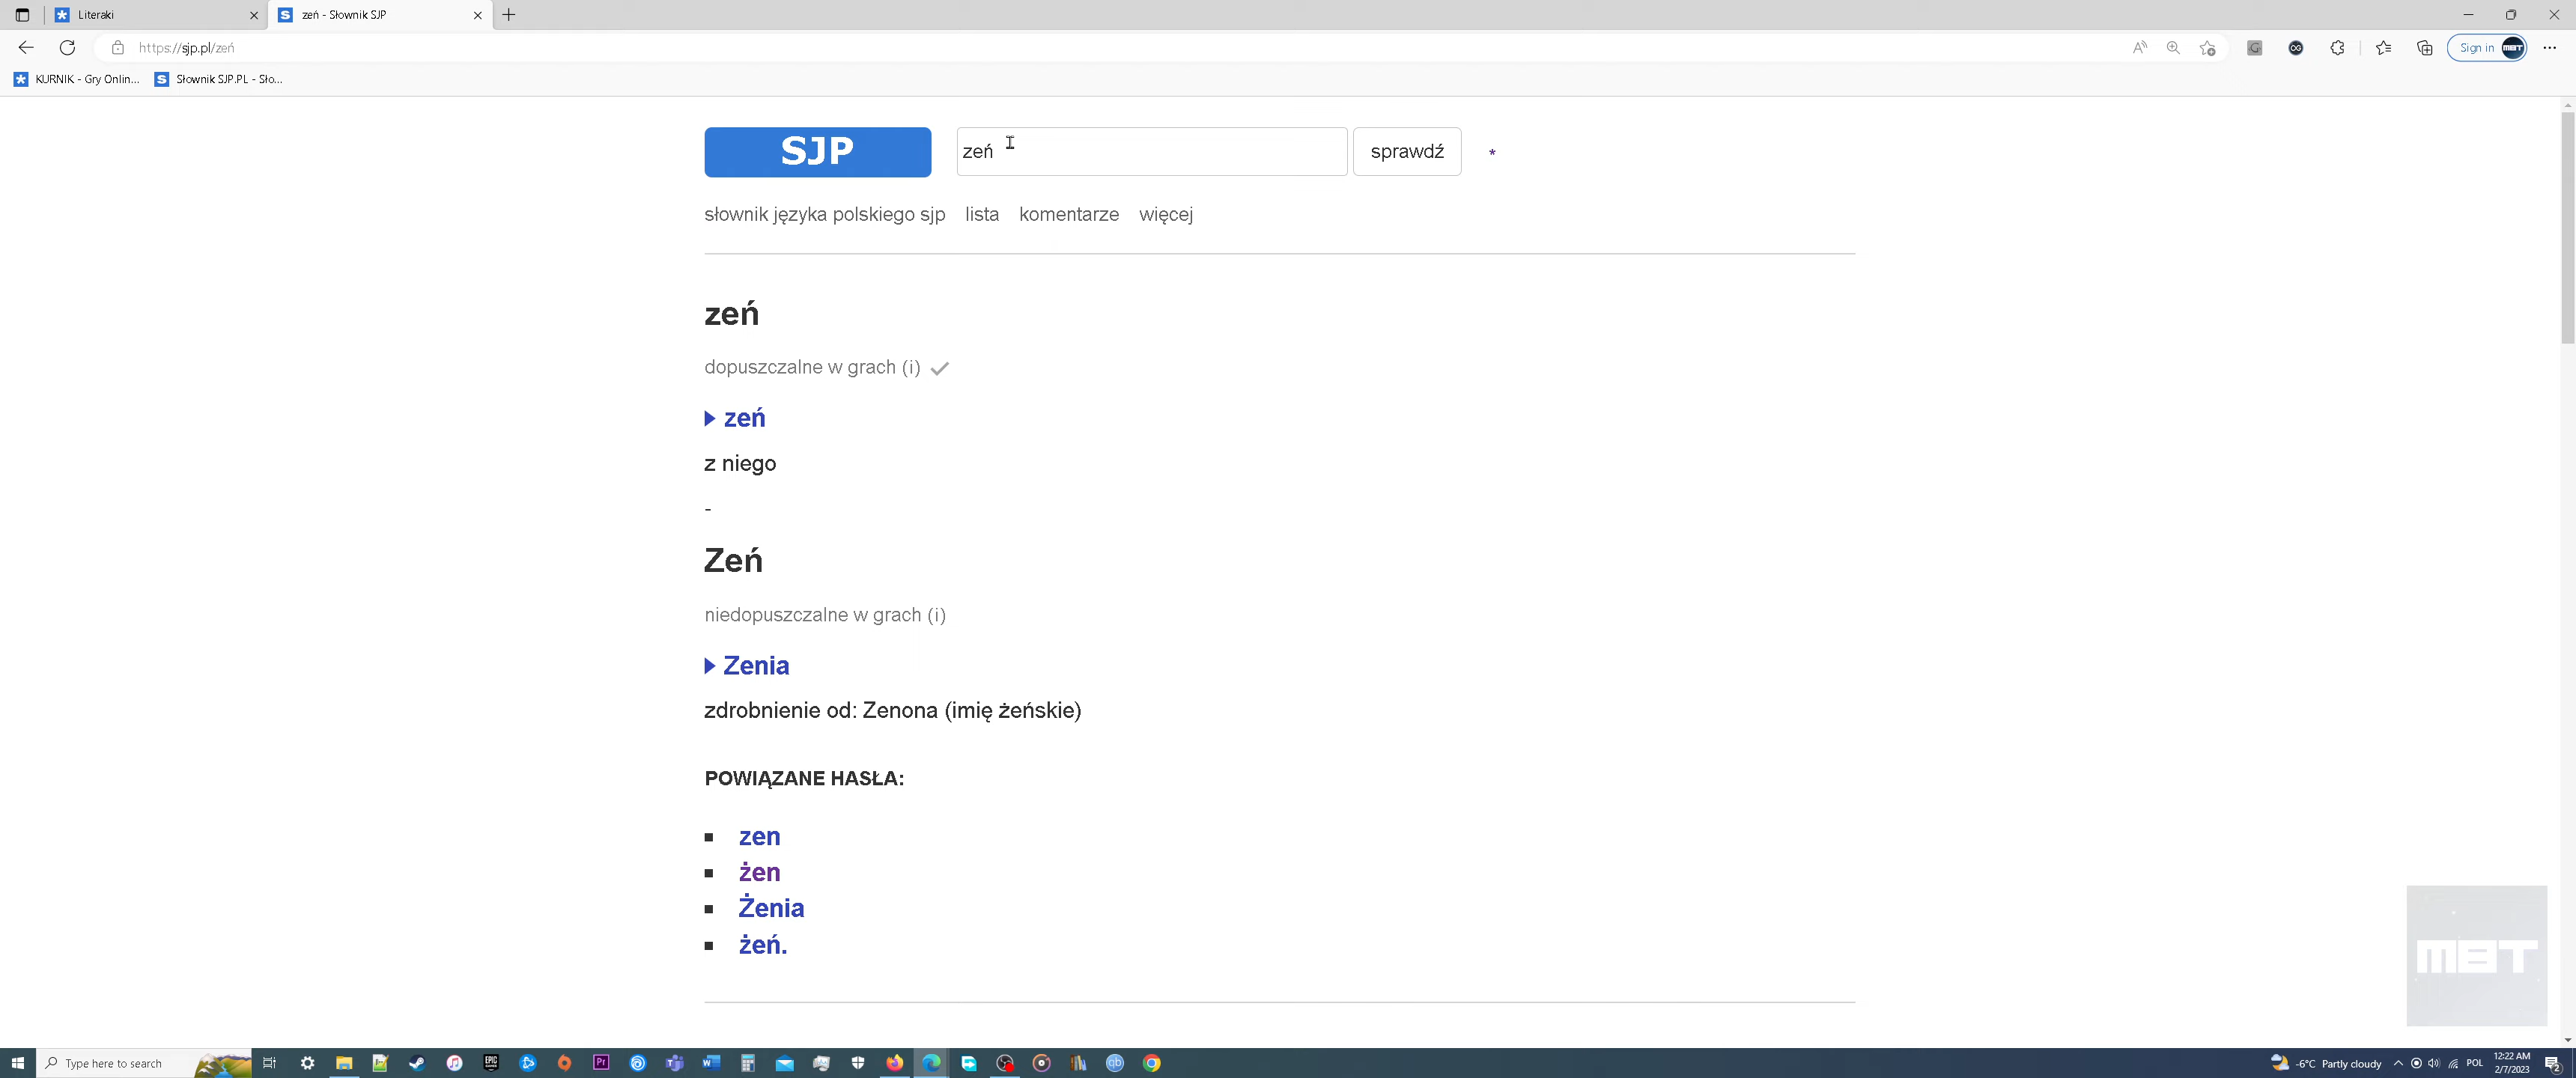 Literaki
zeń - Słownik SJP
https://sjp.pl/zeń
Sign in
KURNIK - Gry Onlin...
Słownik SJP.PL - Sło...
SJP
zeń
sprawdź
*
słownik języka polskiego sjp lista komentarze więcej
zeń
dopuszczalne w grach (i)
zeń
z niego
-
Zeń
niedopuszczalne w grach (i)
Zenia
zdrobnienie od: Zenona (imię żeńskie)
POWIĄZANE HASŁA:
zen
żen
Żenia
żeń.
MBT
Type here to search
-6°C Partly cloudy
POL
12:22 AM
2/7/2023